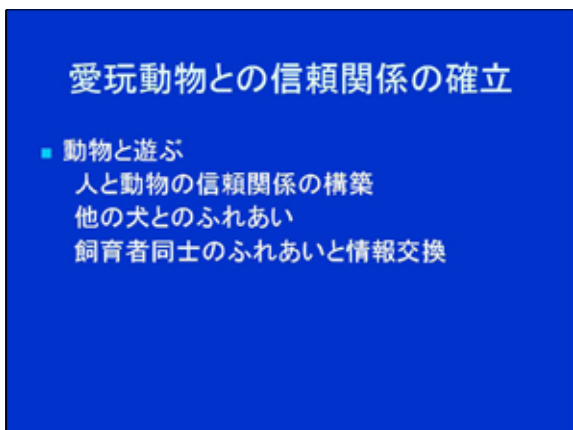 愛玩動物との信頼関係の確立
動物と遊ぶ
人と動物の信頼関係の構築
他の犬とのふれあい
飼育者同士のふれあいと情報交換